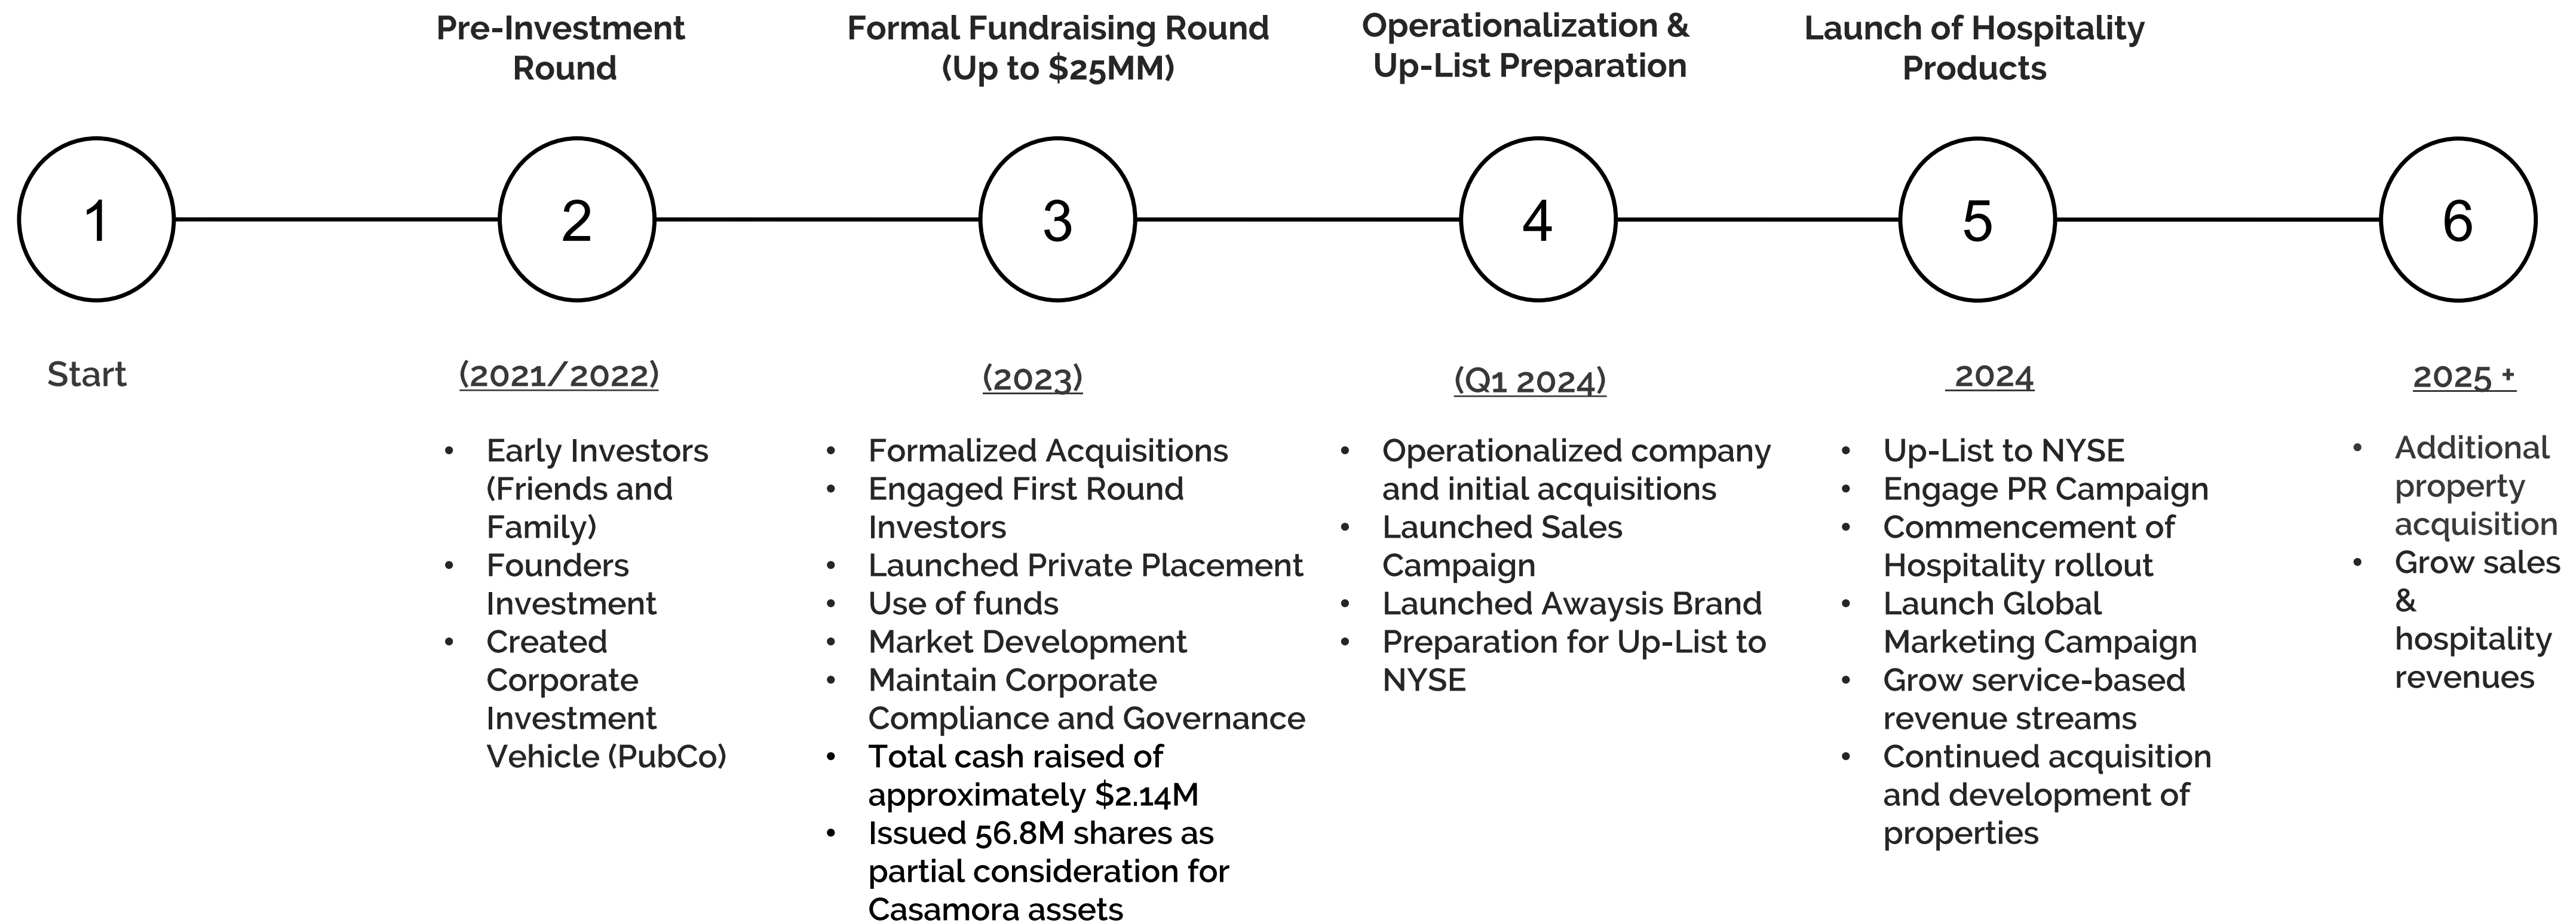 Pre-Investment
Round
Formal Fundraising Round
(Up to $25MM)
Operationalization &
Up-List Preparation
Launch of Hospitality
Products
1
2
3
4
5
6
Start
(2021/2022)
• Early Investors
(Friends and
Family)
• Founders
Investment
• Created
Corporate
Investment
Vehicle (PubCo)
(2023)
• Formalized Acquisitions
• Engaged First Round
Investors
• Launched Private Placement
• Use of funds
• Market Development
• Maintain Corporate
Compliance and Governance
• Total cash raised of
approximately $2.14M
• Issued 56.8M shares as
partial consideration for
Casamora assets
(Q1 2024)
• Operationalized company
and initial acquisitions
• Launched Sales
Campaign
• Launched Awaysis Brand
• Preparation for Up-List to
NYSE
2024
• Up-List to NYSE
• Engage PR Campaign
• Commencement of
Hospitality rollout
• Launch Global
Marketing Campaign
• Grow service-based
revenue streams
• Continued acquisition
and development of
properties
2025 +
• Additional
property
acquisition
• Grow sales
&
hospitality
revenues